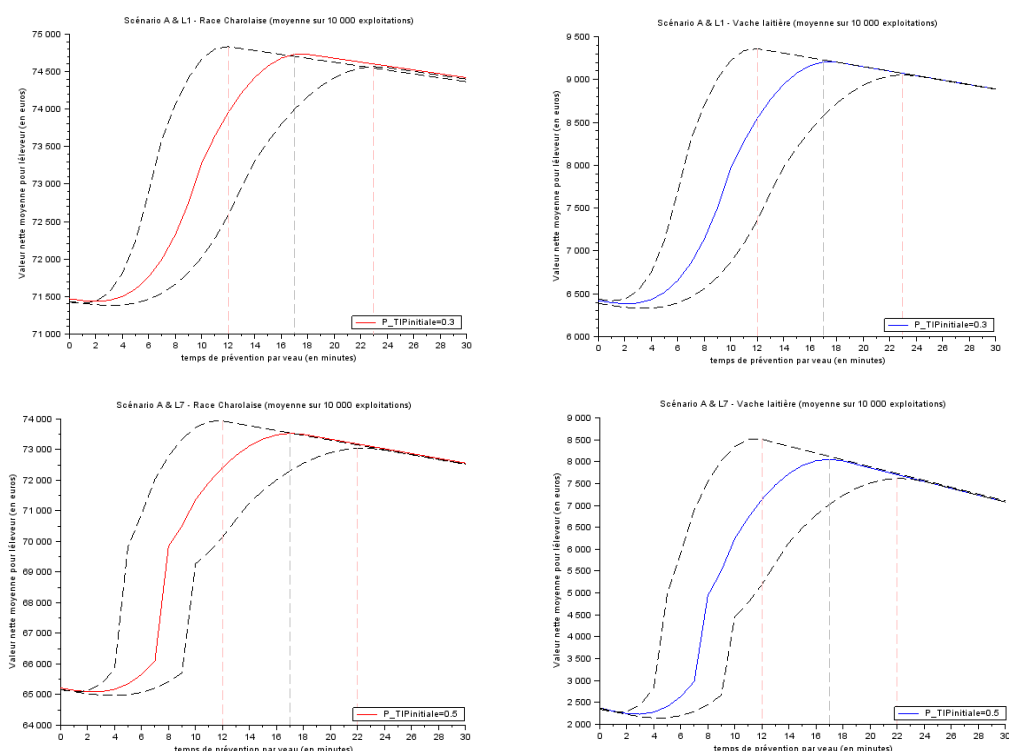 Scénario A & L1 - Race Charolaise (moyenne sur 10 000 exploitations)
Valeur nette moyenne pour léleveur (en euros)
75 000
74 500
74 000
73 500
73 000
72 500
72 000
71 500
71 000
0 2 4 6 8 10 12 14 16 18 20 22 24 26 28 30
P_TIPinitiale=0.3
temps de prévention par veau (en minutes)
Scénario A & L1 - Vache laitière (moyenne sur 10 000 exploitations)
Valeur nette moyenne pour léleveur (en euros)
9 500
9 000
8 500
8 000
7 500
7 000
6 500
6 000
0 2 4 6 8 10 12 14 16 18 20 22 24 26 28 30
P_TIPinitiale=0.3
temps de prévention par veau (en minutes)
Scénario A & L7 - Race Charolaise (moyenne sur 10 000 exploitations)
Valeur nette moyenne pour léleveur (en euros)
74 000
73 000
72 000
71 000
70 000
69 000
68 000
67 000
66 000
65 000
64 000
0 2 4 6 8 10 12 14 16 18 20 22 24 26 28 30
P_TIPinitiale=0.5
temps de prévention par veau (en minutes)
Scénario A & L7 - Vache laitière (moyenne sur 10 000 exploitations)
Valeur nette moyenne pour léleveur (en euros)
9 000
8 500
8 000
7 500
7 000
6 500
6 000
5 500
5 000
4 500
4 000
3 500
3 000
2 500
2 000
0 2 4 6 8 10 12 14 16 18 20 22 24 26 28 30
P_TIPinitiale=0.5
temps de prévention par veau (en minutes)